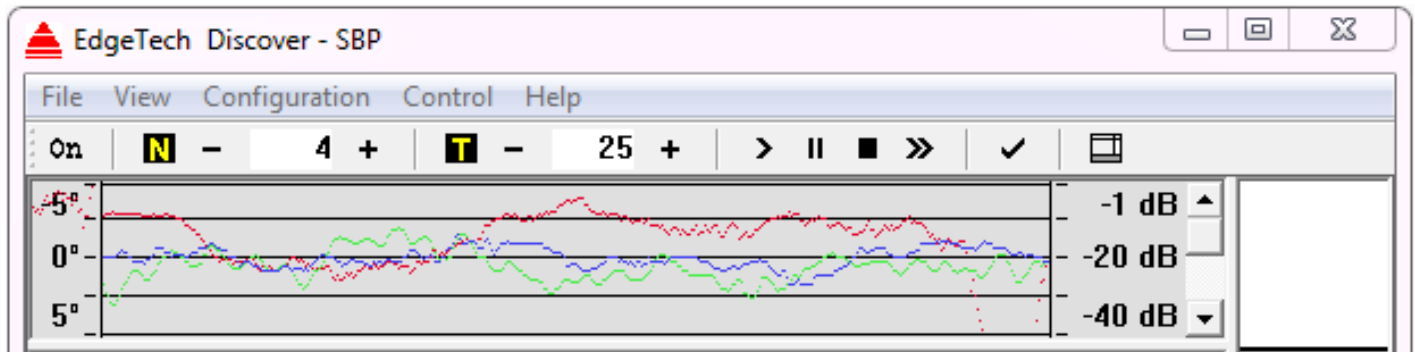 EdgeTech Discover - SBP
File View Configuration Control Help
On N - 4 + T - 25 +
-5° -1 dB
0° -20 dB
5° -40 dB